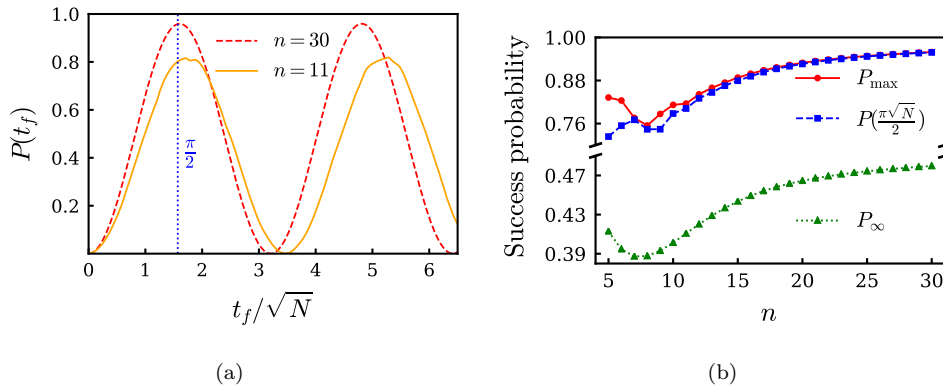 1.0
0.8
0.6
0.4
0.2
P(t_f)
n = 30
n = 11
π/2
0 1 2 3 4 5 6
t_f/√N
(a)
1.00
0.88
0.76
0.47
0.43
0.39
Success probability
P_max
P(π√N/2)
P_∞
5 10 15 20 25 30
n
(b)